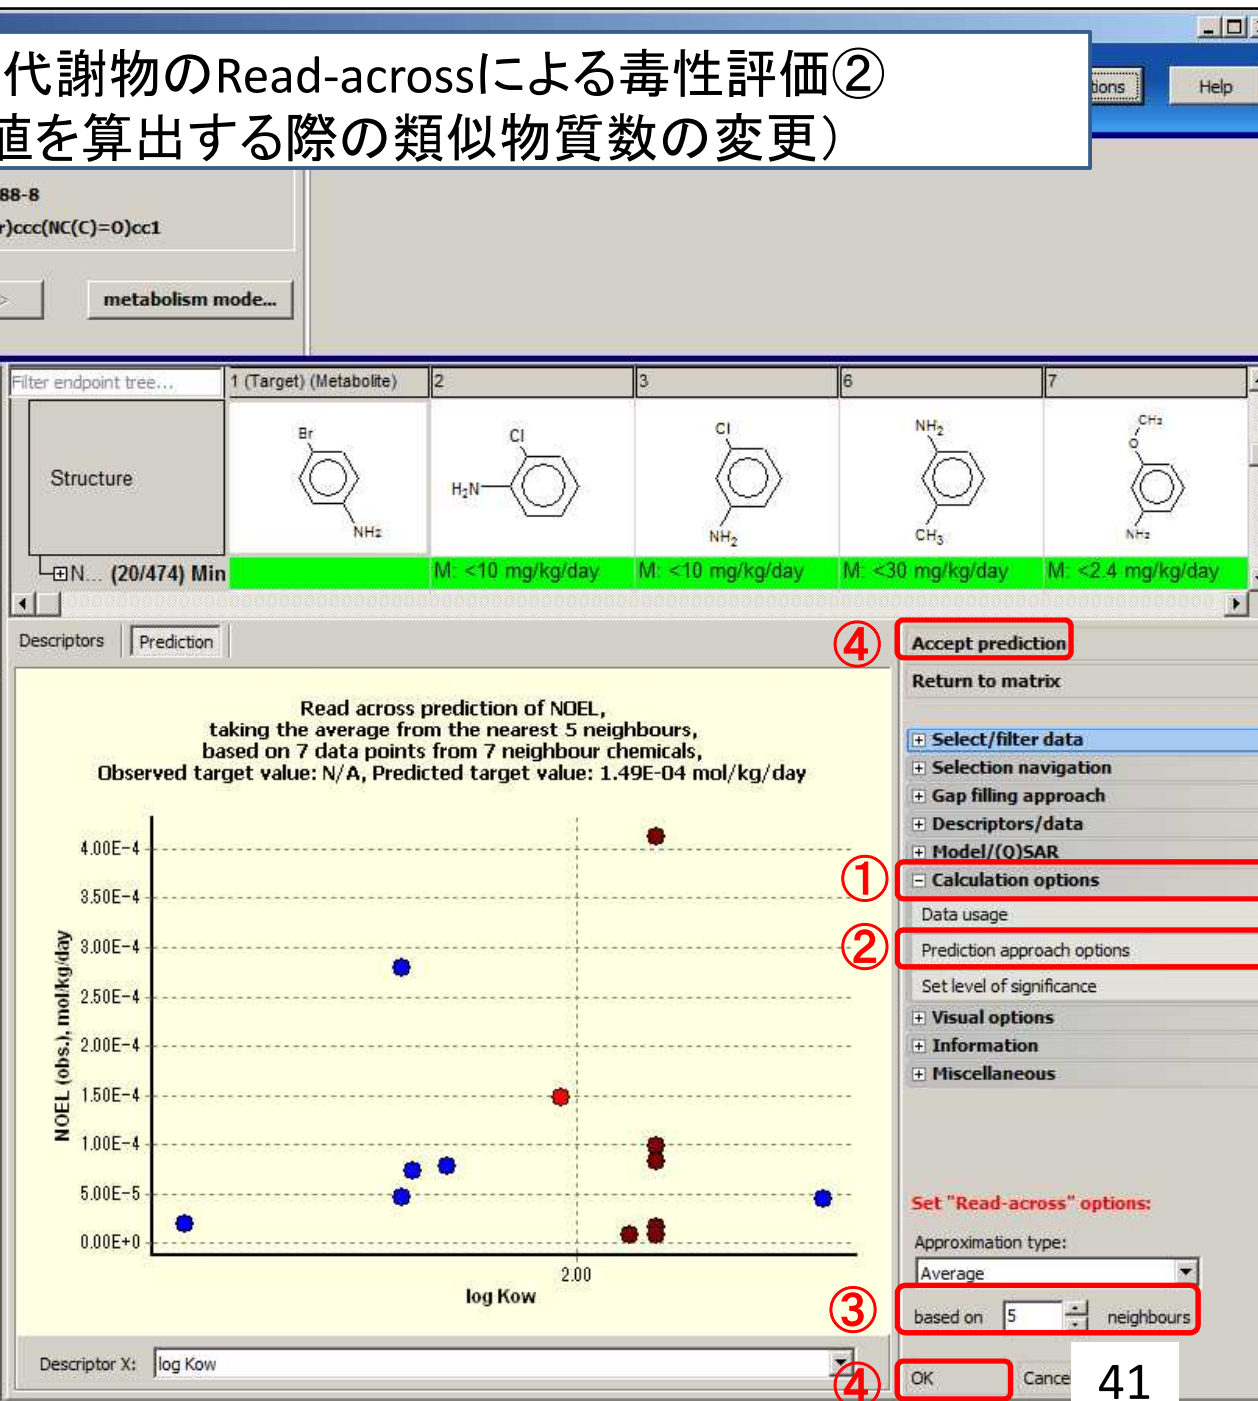 代謝物のRead-acrossによる毒性評価②
値を算出する際の類似物質数の変更）
Help
88-8
)ccc(NC(C)=O)cc1
metabolism mode...
Filter endpoint tree...
1 (Target) (Metabolite)
2
3
6
7
Structure
Br
NH₂
Cl
H₂N
Cl
NH₂
NH₂
CH₃
CH₃
O
NH₂
N... (20/474) Min
M: <10 mg/kg/day
M: <10 mg/kg/day
M: <30 mg/kg/day
M: <2.4 mg/kg/day
Descriptors
Prediction
④
Accept prediction
Return to matrix
Read across prediction of NOEL,
taking the average from the nearest 5 neighbours,
based on 7 data points from 7 neighbour chemicals,
Observed target value: N/A, Predicted target value: 1.49E-04 mol/kg/day
NOEL (obs.), mol/kg/day
4.00E-4
3.50E-4
3.00E-4
2.50E-4
2.00E-4
1.50E-4
1.00E-4
5.00E-5
0.00E+0
2.00
log Kow
Descriptor X:
log Kow
Select/filter data
Selection navigation
Gap filling approach
Descriptors/data
Model/(Q)SAR
①
Calculation options
Data usage
②
Prediction approach options
Set level of significance
Visual options
Information
Miscellaneous
Set "Read-across" options:
Approximation type:
Average
③
based on 5 neighbours
④
OK
41